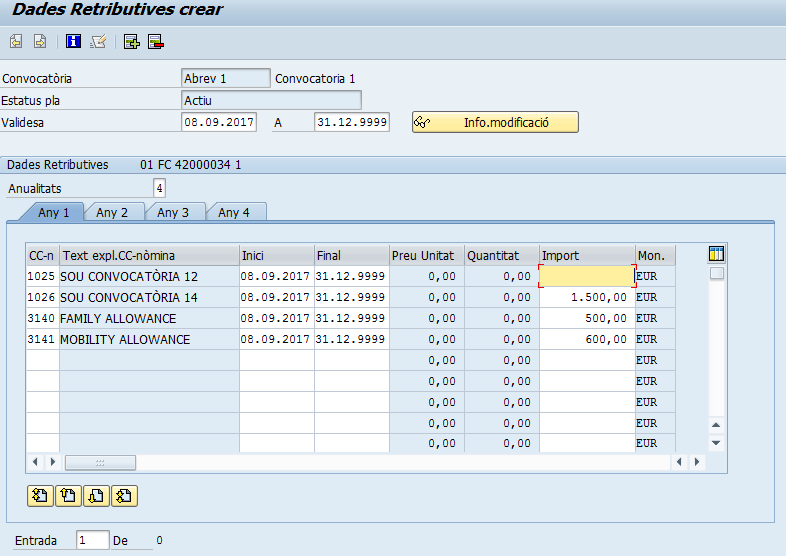 Dades Retributives crear
Convocatòria Abrev 1 Convocatoria 1
Estatus pla Actiu
Validesa 08.09.2017 A 31.12.9999 Info.modificació
Dades Retributives 01 FC 42000034 1
Anualitats 4
Any 1 Any 2 Any 3 Any 4
CC-n Text expl.CC-nòmina Inici Final Preu Unitat Quantitat Import Mon.
1025 SOU CONVOCATÒRIA 12 08.09.2017 31.12.9999 0,00 0,00 EUR
1026 SOU CONVOCATÒRIA 14 08.09.2017 31.12.9999 0,00 0,00 1.500,00 EUR
3140 FAMILY ALLOWANCE 08.09.2017 31.12.9999 0,00 0,00 500,00 EUR
3141 MOBILITY ALLOWANCE 08.09.2017 31.12.9999 0,00 0,00 600,00 EUR
0,00 0,00 EUR
0,00 0,00 EUR
0,00 0,00 EUR
0,00 0,00 EUR
0,00 0,00 EUR
Entrada 1 De 0